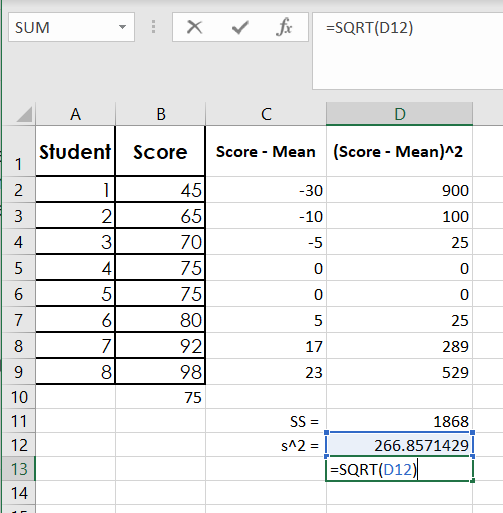 SUM fx =SQRT(D12)
A B C D
1 Student Score Score - Mean (Score - Mean)^2
2 1 45 -30 900
3 2 65 -10 100
4 3 70 -5 25
5 4 75 0 0
6 5 75 0 0
7 6 80 5 25
8 7 92 17 289
9 8 98 23 529
10 75
11 SS = 1868
12 s^2 = 266.8571429
13 =SQRT(D12)
14